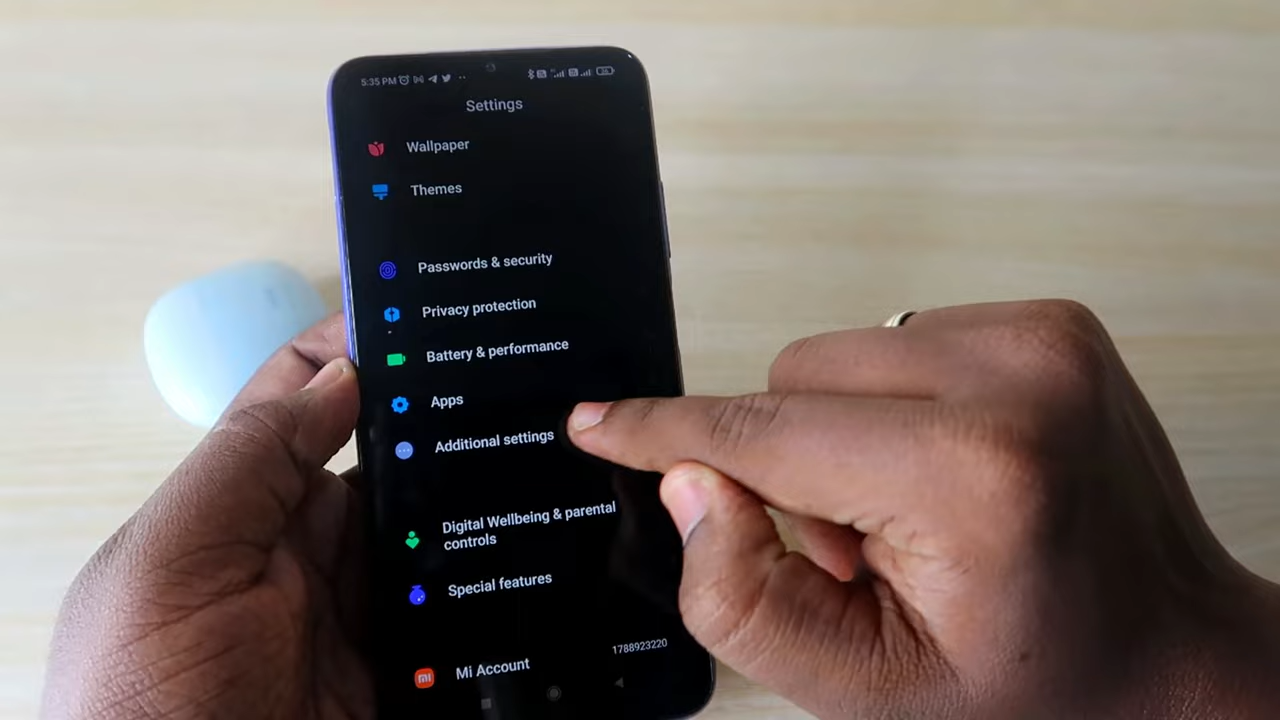 5:35 PM
Settings
Wallpaper
Themes
Passwords & security
Privacy protection
Battery & performance
Apps
Additional settings
Digital Wellbeing & parental
controls
Special features
Mi Account
1788923220